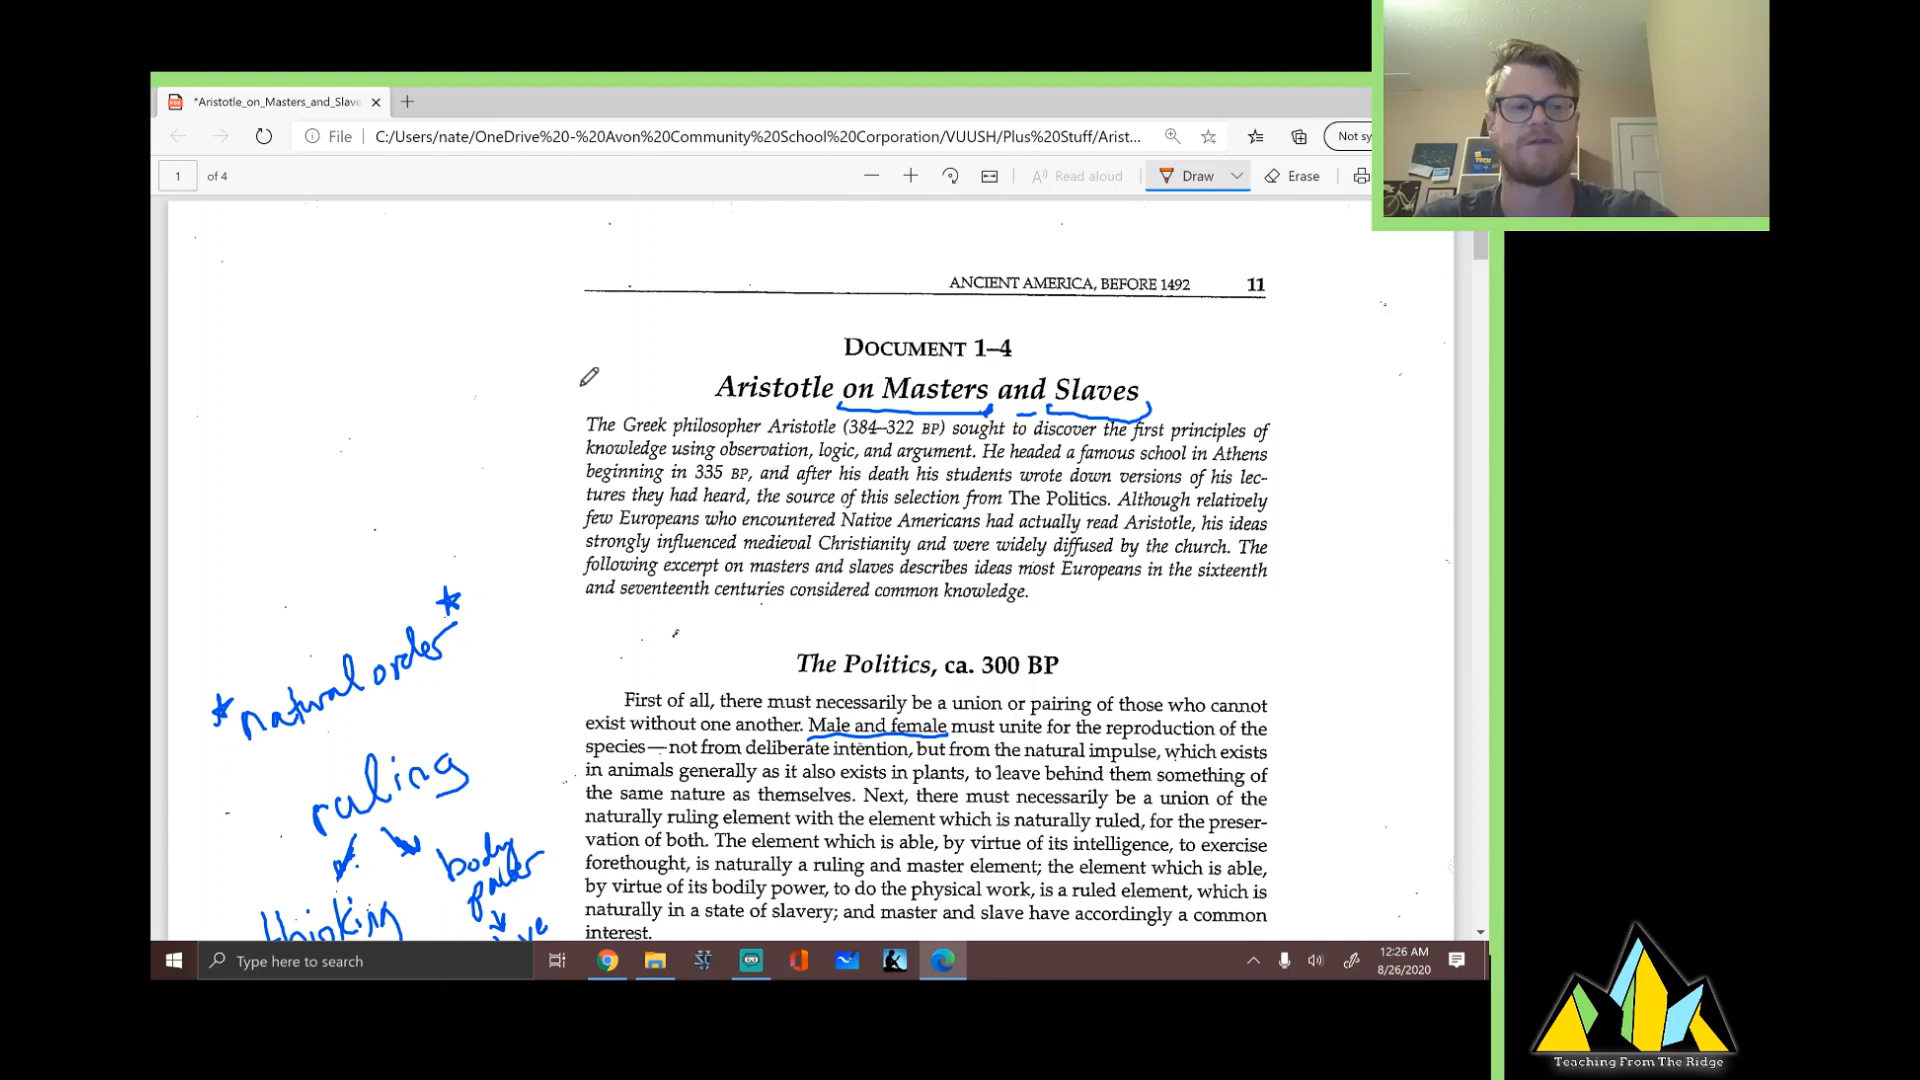 *Aristotle_on_Masters_and_Slave
File C:/Users/nate/OneDrive%20-%20Avon%20Community%20School%20Corporation/VUUSH/Plus%20Stuff/Arist... Not sy
1 of 4 Read aloud Draw Erase
ANCIENT AMERICA, BEFORE 1492 11
DOCUMENT 1–4
Aristotle on Masters and Slaves
The Greek philosopher Aristotle (384–322 BP) sought to discover the first principles of
knowledge using observation, logic, and argument. He headed a famous school in Athens
beginning in 335 BP, and after his death his students wrote down versions of his lec-
tures they had heard, the source of this selection from The Politics. Although relatively
few Europeans who encountered Native Americans had actually read Aristotle, his ideas
strongly influenced medieval Christianity and were widely diffused by the church. The
following excerpt on masters and slaves describes ideas most Europeans in the sixteenth
and seventeenth centuries considered common knowledge.
*natural order*
The Politics, ca. 300 BP
First of all, there must necessarily be a union or pairing of those who cannot
exist without one another. Male and female must unite for the reproduction of the
species—not from deliberate intention, but from the natural impulse, which exists
in animals generally as it also exists in plants, to leave behind them something of
the same nature as themselves. Next, there must necessarily be a union of the
naturally ruling element with the element which is naturally ruled, for the preser-
vation of both. The element which is able, by virtue of its intelligence, to exercise
forethought, is naturally a ruling and master element; the element which is able,
by virtue of its bodily power, to do the physical work, is a ruled element, which is
naturally in a state of slavery; and master and slave have accordingly a common
interest.
ruling
body
power
thinking
Type here to search
12:26 AM
8/26/2020
Teaching From The Ridge